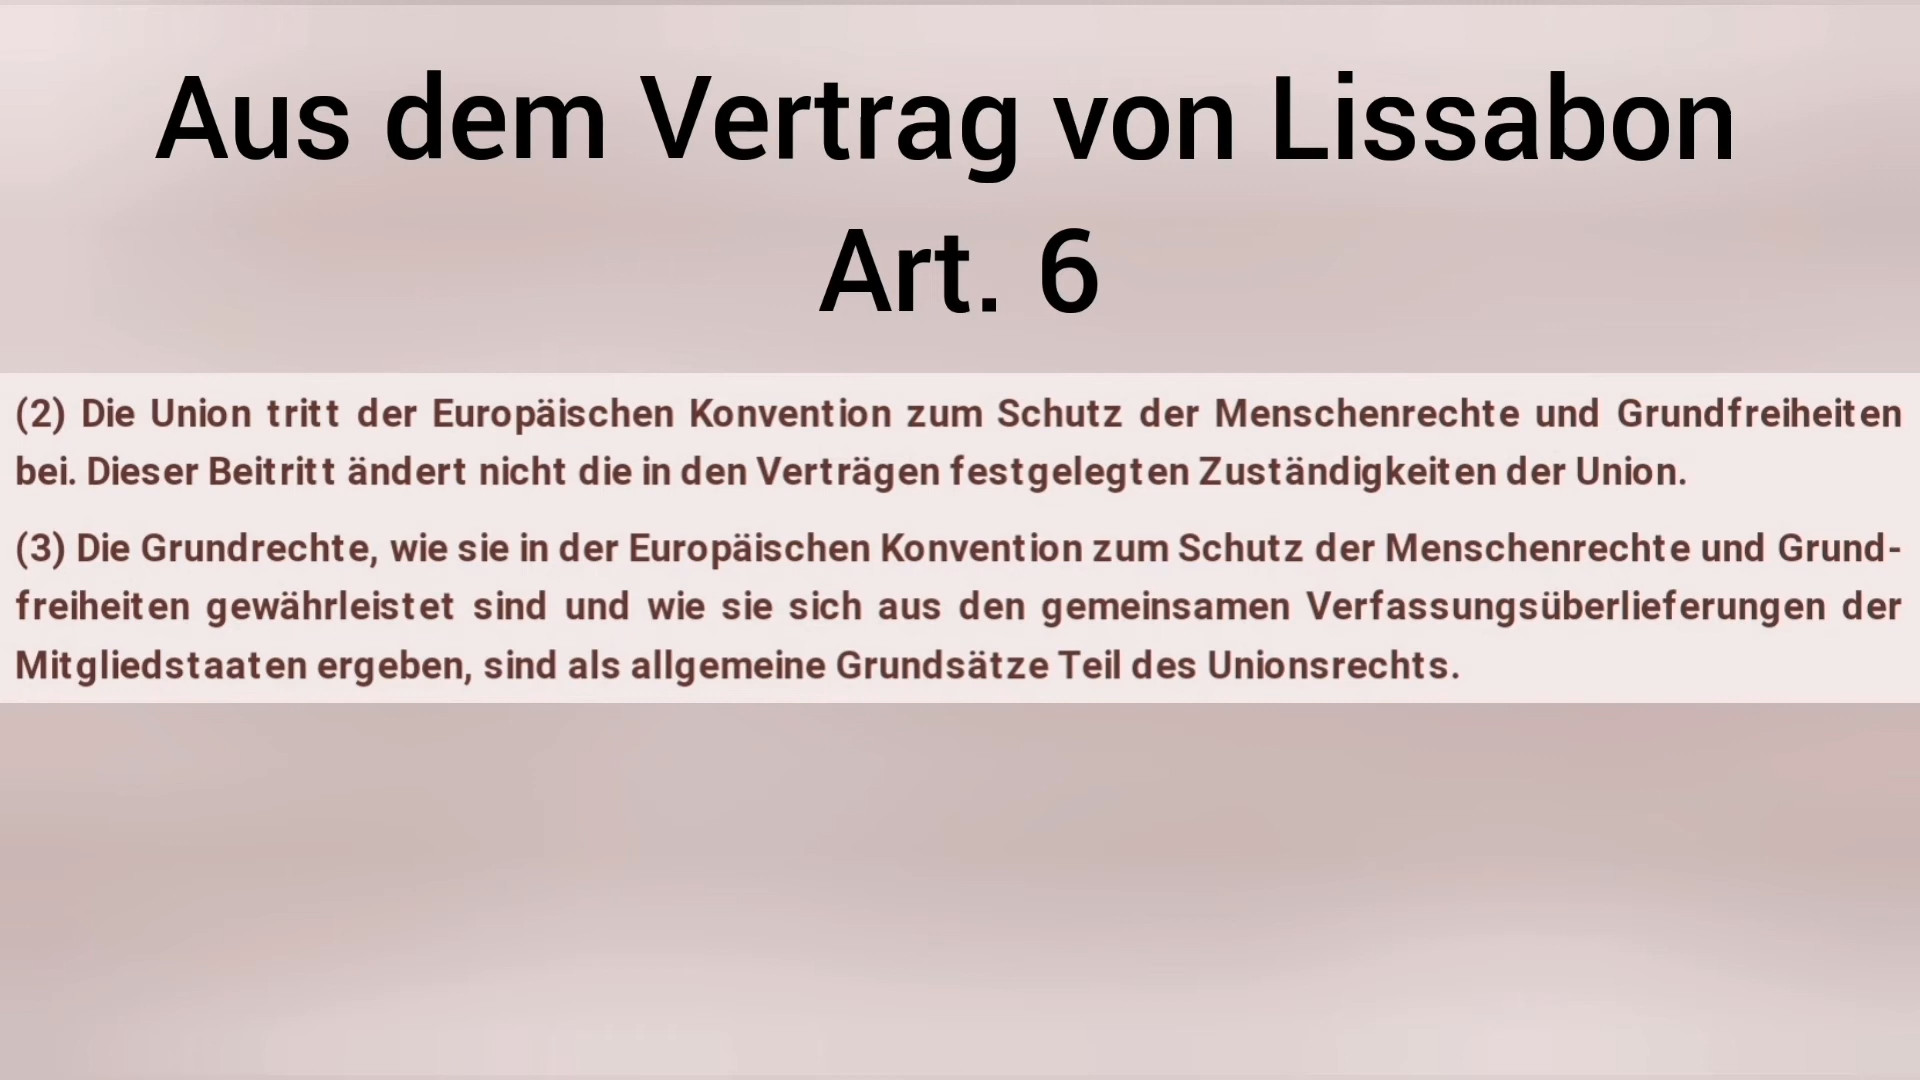 Aus dem Vertrag von Lissabon
Art. 6
(2) Die Union tritt der Europäischen Konvention zum Schutz der Menschenrechte und Grundfreiheiten
bei. Dieser Beitritt ändert nicht die in den Verträgen festgelegten Zuständigkeiten der Union.
(3) Die Grundrechte, wie sie in der Europäischen Konvention zum Schutz der Menschenrechte und Grund-
freiheiten gewährleistet sind und wie sie sich aus den gemeinsamen Verfassungsüberlieferungen der
Mitgliedstaaten ergeben, sind als allgemeine Grundsätze Teil des Unionsrechts.